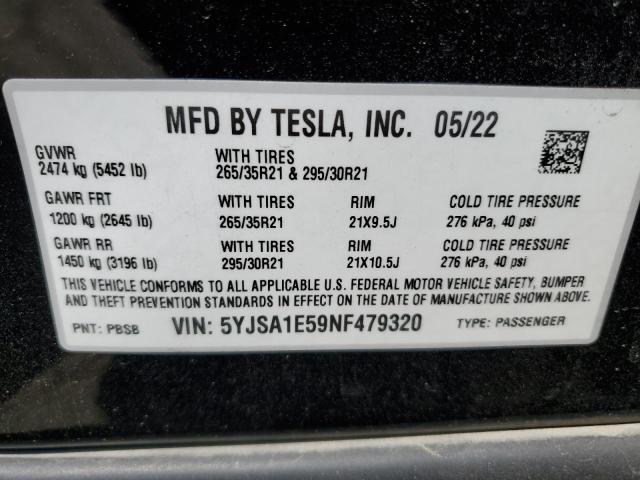 MFD BY TESLA, INC. 05/22
GVWR
2474 kg (5452 lb)
WITH TIRES
265/35R21 & 295/30R21
GAWR FRT WITH TIRES RIM COLD TIRE PRESSURE
1200 kg (2645 lb) 265/35R21 21X9.5J 276 kPa, 40 psi
GAWR RR WITH TIRES RIM COLD TIRE PRESSURE
1450 kg (3196 lb) 295/30R21 21X10.5J 276 kPa, 40 psi
THIS VEHICLE CONFORMS TO ALL APPLICABLE U.S. FEDERAL MOTOR VEHICLE SAFETY, BUMPER
AND THEFT PREVENTION STANDARDS IN EFFECT ON THE DATE OF MANUFACTURE SHOWN ABOVE.
PNT: PBSB VIN: 5YJSA1E59NF479320 TYPE: PASSENGER